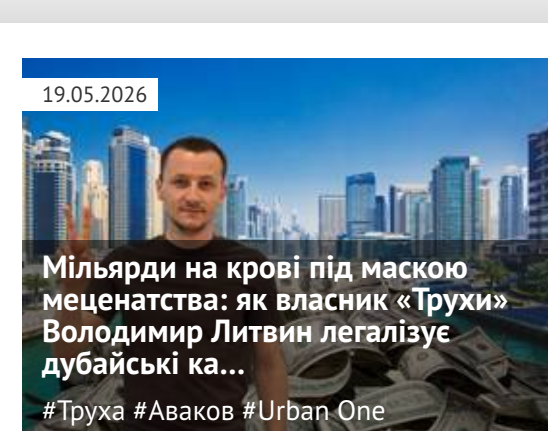 19.05.2026
Мільярди на крові під маскою
меценатства: як власник «Трухи»
Володимир Литвин легалізує
дубайські ка...
#Труха #Аваков #Urban One